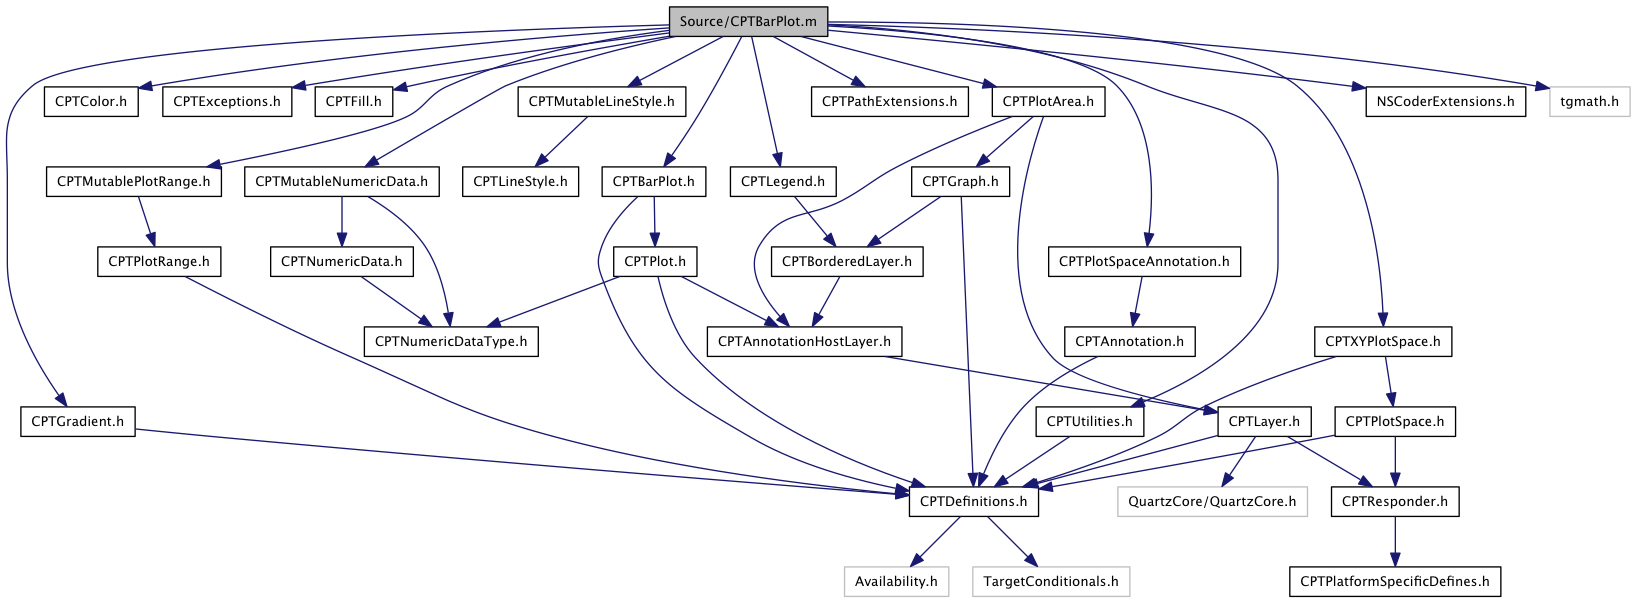 Source/CPTBarPlot.m
CPTColor.h
CPTExceptions.h
CPTFill.h
CPTMutableLineStyle.h
CPTPathExtensions.h
CPTPlotArea.h
NSCoderExtensions.h
tgmath.h
CPTMutablePlotRange.h
CPTMutableNumericData.h
CPTLineStyle.h
CPTBarPlot.h
CPTLegend.h
CPTGraph.h
CPTPlotRange.h
CPTNumericData.h
CPTPlot.h
CPTBorderedLayer.h
CPTPlotSpaceAnnotation.h
CPTNumericDataType.h
CPTAnnotationHostLayer.h
CPTAnnotation.h
CPTXYPlotSpace.h
CPTGradient.h
CPTUtilities.h
CPTLayer.h
CPTPlotSpace.h
CPTDefinitions.h
QuartzCore/QuartzCore.h
CPTResponder.h
Availability.h
TargetConditionals.h
CPTPlatformSpecificDefines.h